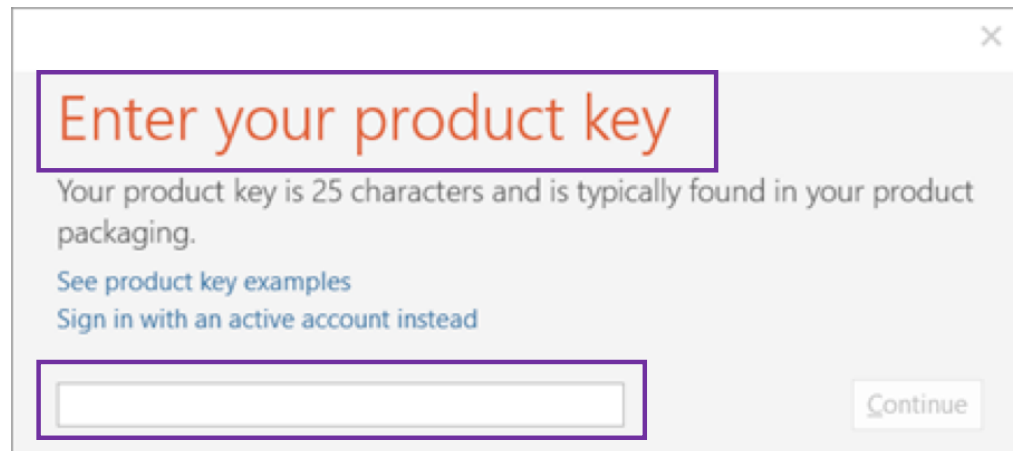 Enter your product key
Your product key is 25 characters and is typically found in your product
packaging.
See product key examples
Sign in with an active account instead
Continue